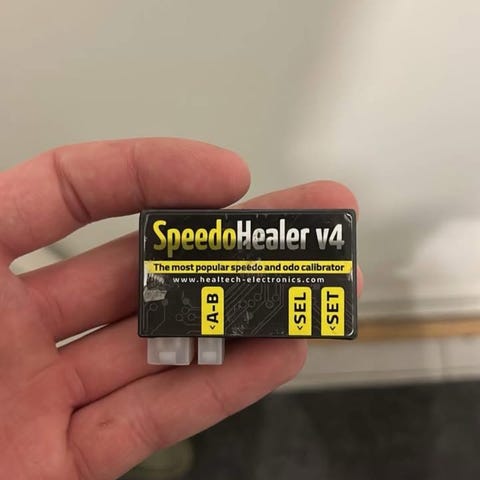 SpeedoHealer v4
The most popular speedo and odo calibrator
www.healtech-electronics.com
<A-B
<SEL
<SET